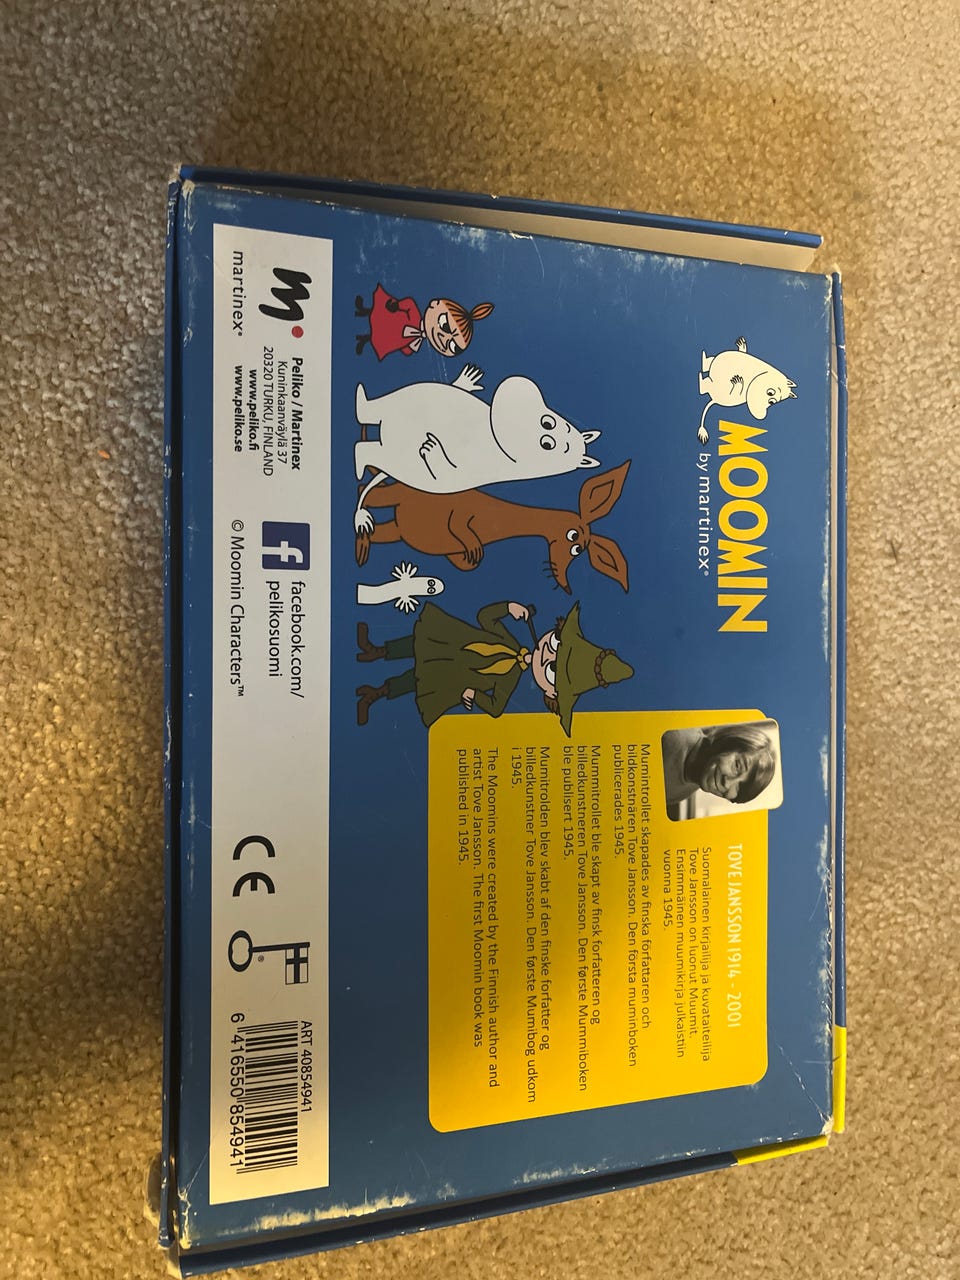 MOOMIN
by martinex®
TOVE JANSSON 1914 - 2001
Suomalainen kirjailija ja kuvataiteilija
Tove Jansson on luonut Muumit.
Ensimmäinen muumikirja julkaistiin
vuonna 1945.
Mumintrollet skapades av finska författaren och
bildkonstnären Tove Jansson. Den första muminboken
publicerades 1945.
Mummitrollet ble skapt av finsk forfatteren og
billedkunstneren Tove Jansson. Den første Mummiboken
ble publisert 1945.
Mumitrolden blev skabt af den finske forfatter og
billedkunstner Tove Jansson. Den første Mumibog udkom
i 1945.
The Moomins were created by the Finnish author and
artist Tove Jansson. The first Moomin book was
published in 1945.
m
martinex®
Peliko / Martinex
Kuninkaanväylä 37
20320 TURKU, FINLAND
www.peliko.fi
www.peliko.se
f
facebook.com/
pelikosuomi
© Moomin Characters™
CE
®
ART 40854941
6 416550 854941